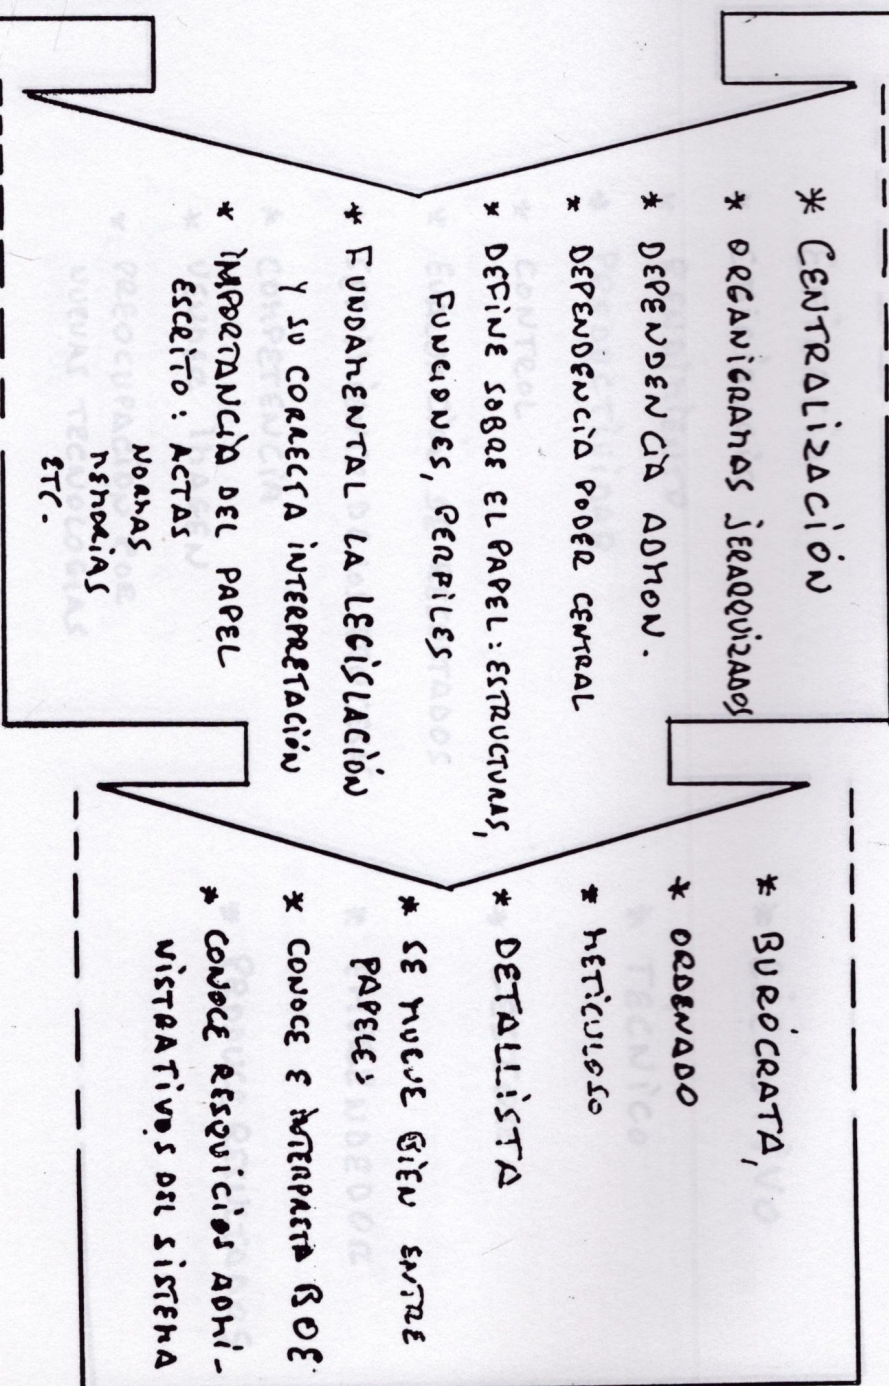 * CENTRALIZACIÓN
* ORGANIGRAMAS JERARQUIZADOS
* DEPENDENCIA ADMON.
* DEPENDENCIA PODER CENTRAL
* DEFINE SOBRE EL PAPEL: ESTRUCTURAS,
FUNCIONES, PERFILES
* FUNDAMENTAL LA LEGISLACIÓN
Y SU CORRECTA INTERPRETACIÓN
* IMPORTANCIA DEL PAPEL
ESCRITO: ACTAS
NORMAS
MEMORIAS
ETC.
* BURÓCRATA,
* ORDENADO
* METICULOSO
* DETALLISTA
* SE MUEVE BIEN ENTRE
PAPELES
* CONOCE E INTERPRETA BOE.
* CONOCE RESQUICIOS ADMI-
NISTRATIVOS DEL SISTEMA